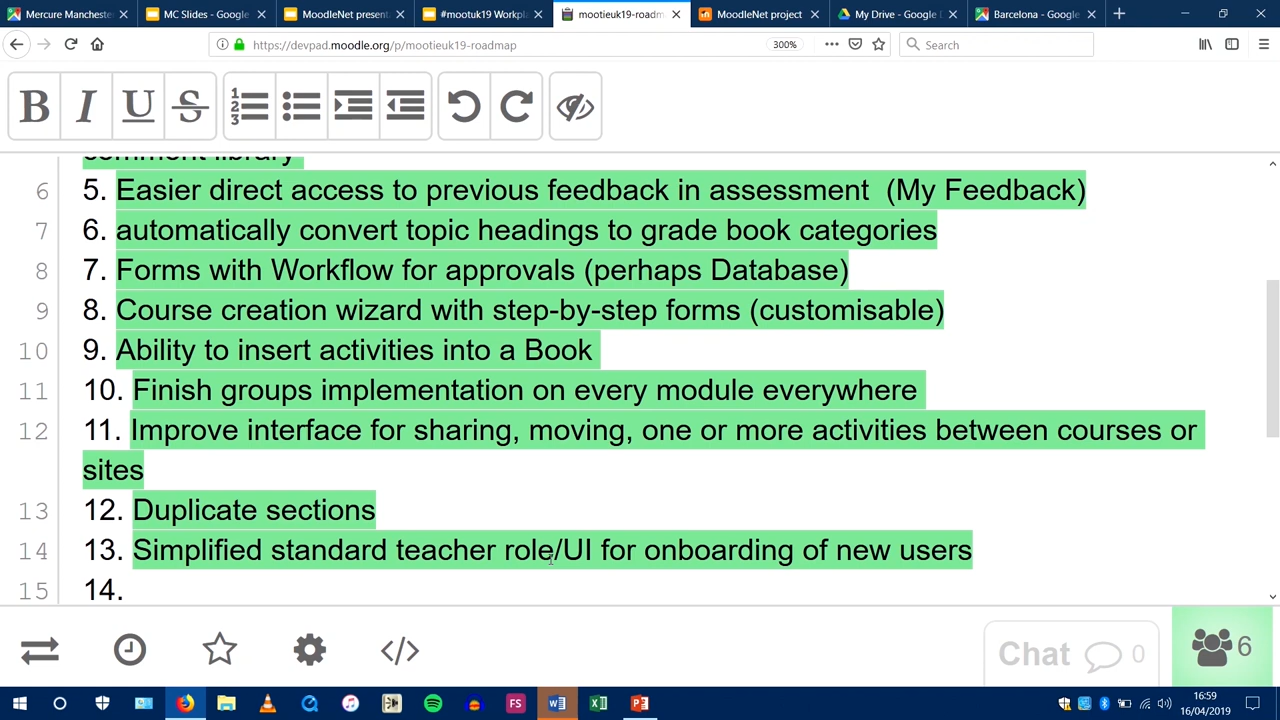 Mercure Mancheste
MC Slides - Google
MoodleNet present
#mootuk19 Workpl
mootieuk19-roadm
MoodleNet project
My Drive - Google D
Barcelona - Google
https://devpad.moodle.org/p/mootieuk19-roadmap
300%
Search
B I U S
comment library
6 5. Easier direct access to previous feedback in assessment (My Feedback)
7 6. automatically convert topic headings to grade book categories
8 7. Forms with Workflow for approvals (perhaps Database)
9 8. Course creation wizard with step-by-step forms (customisable)
10 9. Ability to insert activities into a Book
11 10. Finish groups implementation on every module everywhere
12 11. Improve interface for sharing, moving, one or more activities between courses or
sites
13 12. Duplicate sections
14 13. Simplified standard teacher role/UI for onboarding of new users
15 14.
Chat 0
6
FS
16:59
16/04/2019